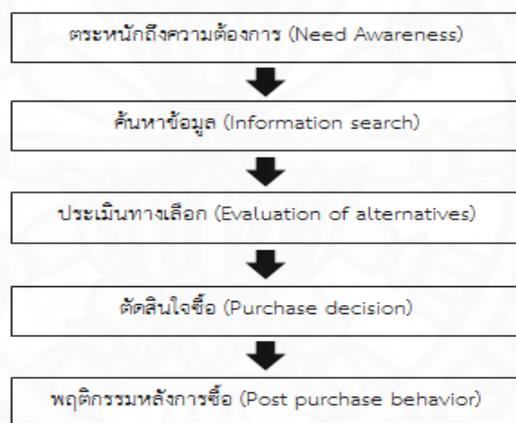 ตระหนักถึงความต้องการ (Need Awareness)
ค้นหาข้อมูล (Information search)
ประเมินทางเลือก (Evaluation of alternatives)
ตัดสินใจซื้อ (Purchase decision)
พฤติกรรมหลังการซื้อ (Post purchase behavior)